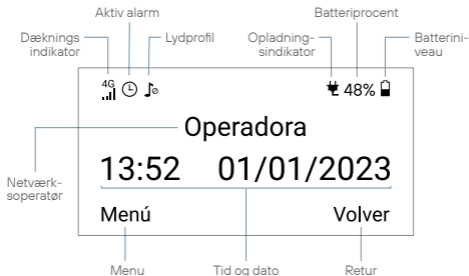 Aktiv alarm
Batteriprocent
Dæknings
indikator
Lydprofil
Opladning-
sindikator
Batterini-
veau
4G
48%
Operadora
13:52 01/01/2023
Netværk-
soperatør
Menú Volver
Menu
Tid og dato
Retur